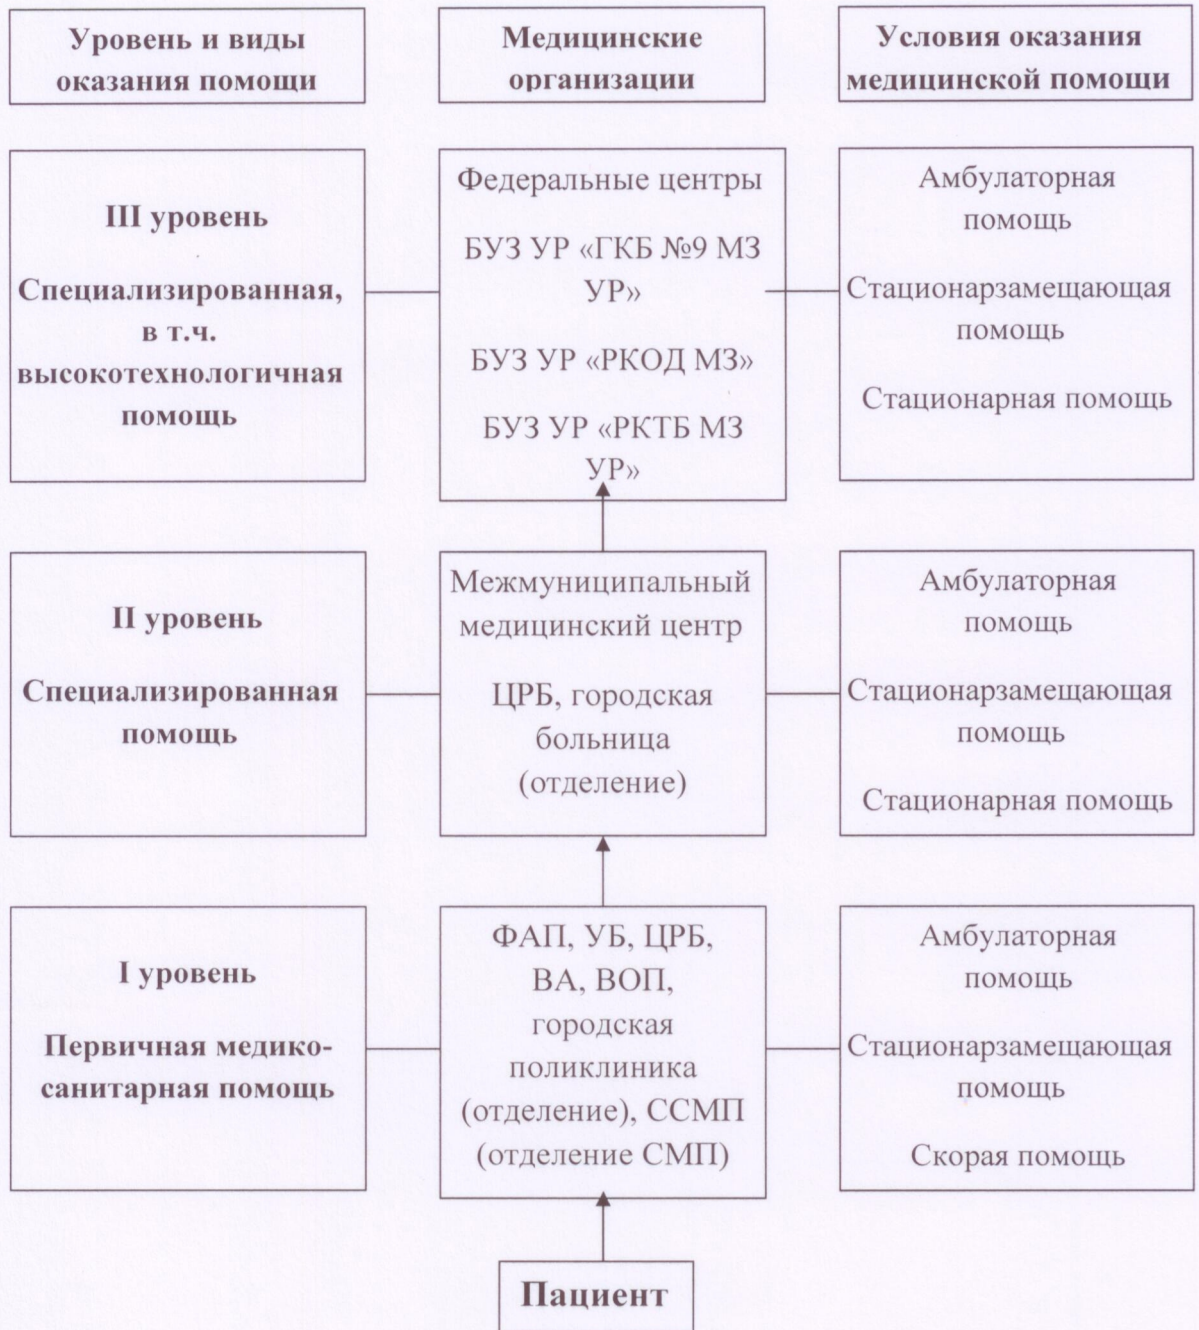 Уровень и виды
оказания помощи
Медицинские
организации
Условия оказания
медицинской помощи
III уровень
Специализированная,
в т.ч.
высокотехнологичная
помощь
Федеральные центры
БУЗ УР «ГКБ №9 МЗ
УР»
БУЗ УР «РКОД МЗ»
БУЗ УР «РКТБ МЗ
УР»
Амбулаторная
помощь
Стационарзамещающая
помощь
Стационарная помощь
II уровень
Специализированная
помощь
Межмуниципальный
медицинский центр
ЦРБ, городская
больница
(отделение)
Амбулаторная
помощь
Стационарзамещающая
помощь
Стационарная помощь
I уровень
Первичная медико-
санитарная помощь
ФАП, УБ, ЦРБ,
ВА, ВОП,
городская
поликлиника
(отделение), ССМП
(отделение СМП)
Амбулаторная
помощь
Стационарзамещающая
помощь
Скорая помощь
Пациент